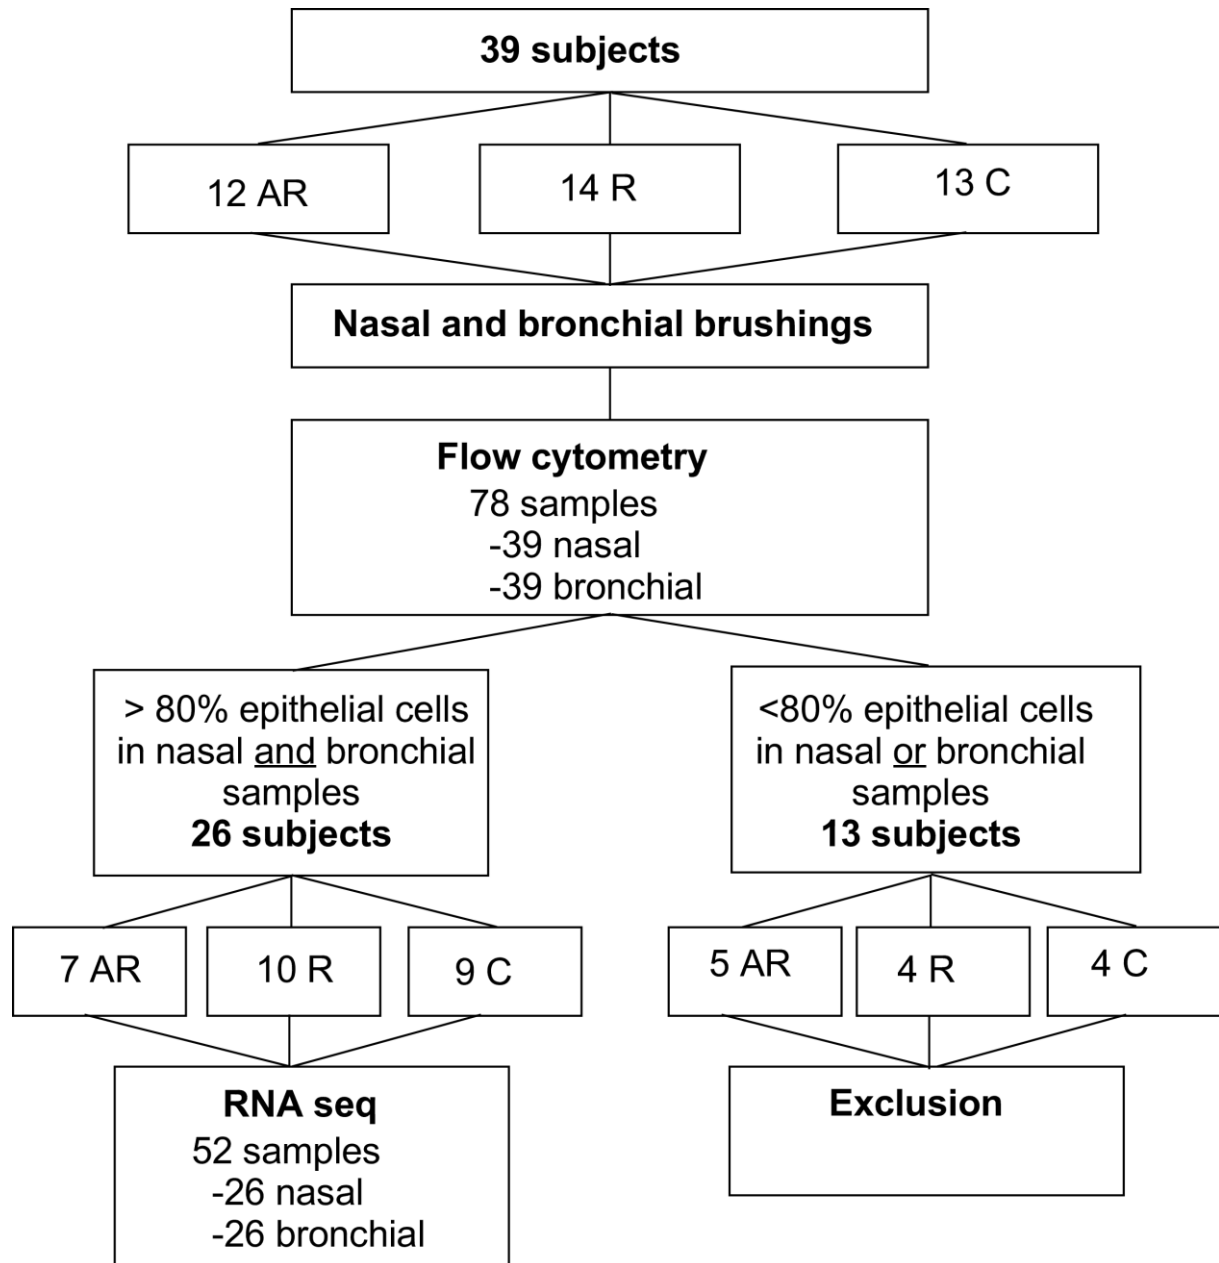 39 subjects
12 AR
14 R
13 C
Nasal and bronchial brushings
Flow cytometry
78 samples
-39 nasal
-39 bronchial
> 80% epithelial cells
in nasal and bronchial
samples
26 subjects
<80% epithelial cells
in nasal or bronchial
samples
13 subjects
7 AR
10 R
9 C
5 AR
4 R
4 C
RNA seq
52 samples
-26 nasal
-26 bronchial
Exclusion